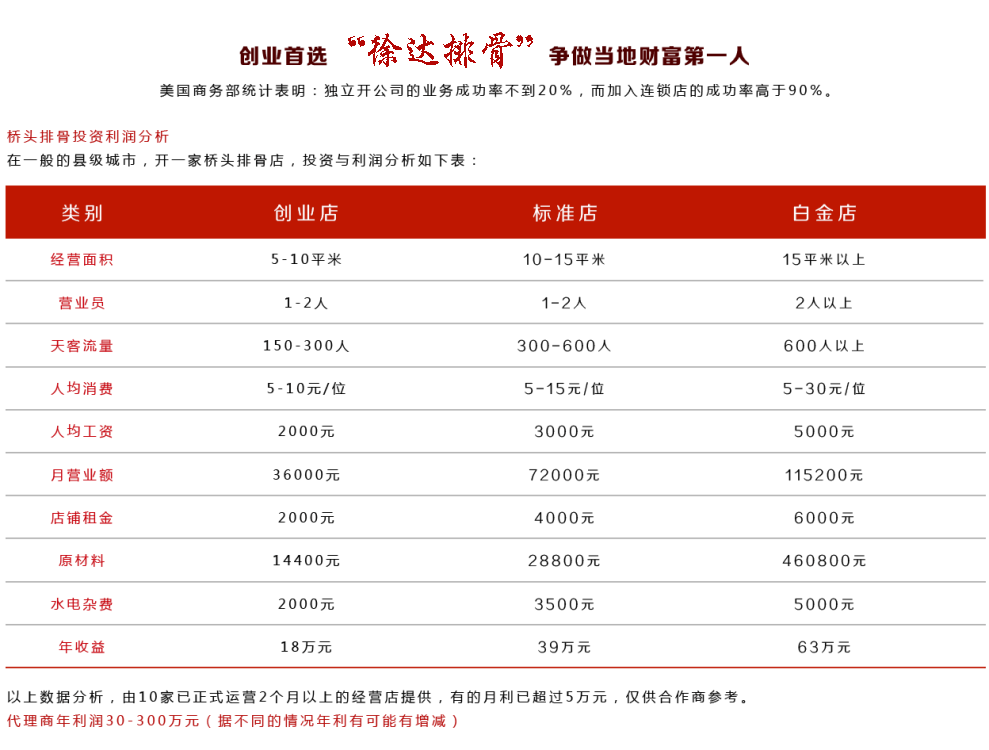 创业首选 “徐达排骨” 争做当地财富第一人
美国商务部统计表明：独立开公司的业务成功率不到20%，而加入连锁店的成功率高于90%。
桥头排骨投资利润分析
在一般的县级城市，开一家桥头排骨店，投资与利润分析如下表：
类别 创业店 标准店 白金店
经营面积 5-10平米 10-15平米 15平米以上
营业员 1-2人 1-2人 2人以上
天客流量 150-300人 300-600人 600人以上
人均消费 5-10元/位 5-15元/位 5-30元/位
人均工资 2000元 3000元 5000元
月营业额 36000元 72000元 115200元
店铺租金 2000元 4000元 6000元
原材料 14400元 28800元 460800元
水电杂费 2000元 3500元 5000元
年收益 18万元 39万元 63万元
以上数据分析，由10家已正式运营2个月以上的经营店提供，有的月利已超过5万元，仅供合作商参考。
代理商年利润30-300万元（据不同的情况年利有可能有增减）